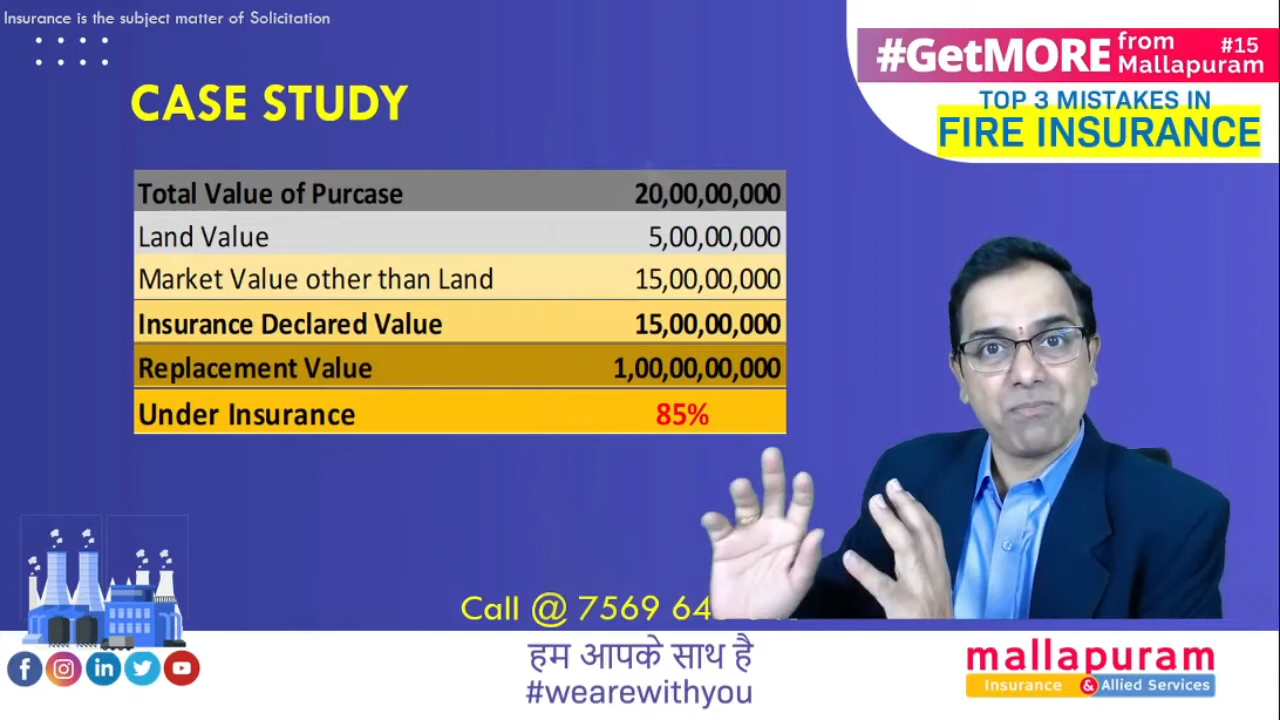 Insurance is the subject matter of Solicitation
#GetMORE from Mallapuram #15
TOP 3 MISTAKES IN
FIRE INSURANCE
CASE STUDY
Total Value of Purcase 20,00,00,000
Land Value 5,00,00,000
Market Value other than Land 15,00,00,000
Insurance Declared Value 15,00,00,000
Replacement Value 1,00,00,00,000
Under Insurance 85%
Call @ 7569 64
हम आपके साथ है
#wearewithyou
mallapuram
Insurance & Allied Services